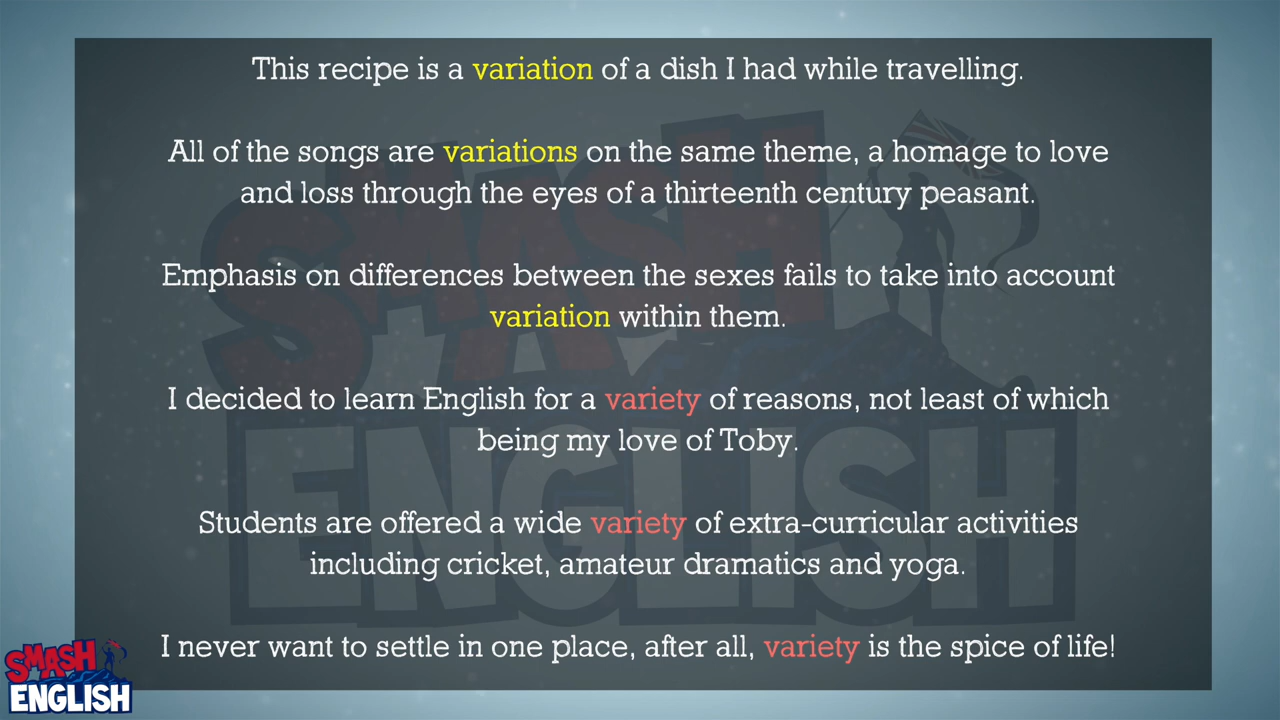 This recipe is a variation of a dish I had while travelling.
All of the songs are variations on the same theme, a homage to love
and loss through the eyes of a thirteenth century peasant.
Emphasis on differences between the sexes fails to take into account
variation within them.
I decided to learn English for a variety of reasons, not least of which
being my love of Toby.
Students are offered a wide variety of extra-curricular activities
including cricket, amateur dramatics and yoga.
I never want to settle in one place, after all, variety is the spice of life!
SMASH
ENGLISH
SMASH
ENGLISH